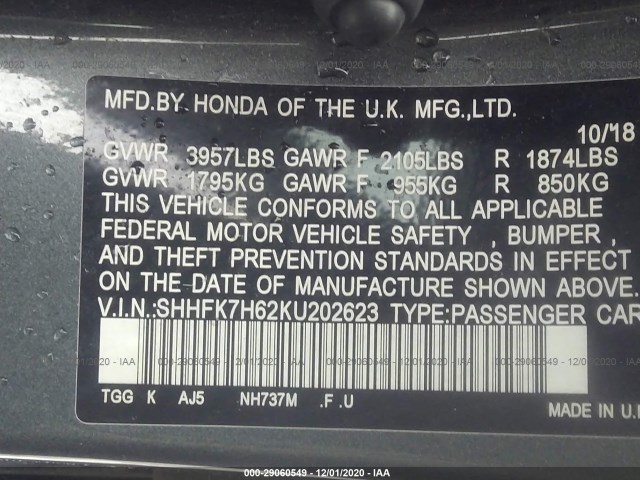 MFD.BY HONDA OF THE U.K. MFG.,LTD.
10/18
GVWR 3957LBS GAWR F 2105LBS R 1874LBS
GVWR 1795KG GAWR F 955KG R 850KG
THIS VEHICLE CONFORMS TO ALL APPLICABLE
FEDERAL MOTOR VEHICLE SAFETY , BUMPER ,
AND THEFT PREVENTION STANDARDS IN EFFECT
ON THE DATE OF MANUFACTURE SHOWN ABOVE.
V.I.N.:SHHFK7H62KU202623 TYPE:PASSENGER CAR
TGG K AJ5 NH737M .F .U
MADE IN U.
000-29060549 - 12/01/2020 - IAA